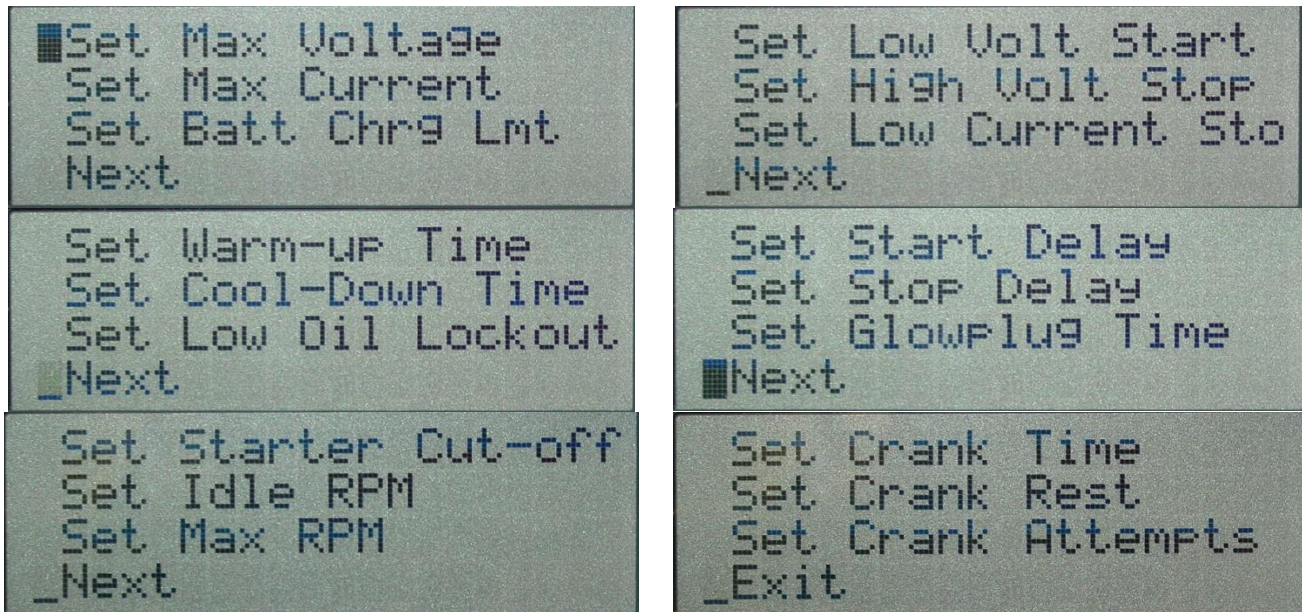 Set Max Voltage
Set Max Current
Set Batt Chrg Lmt
Next
Set Low Volt Start
Set High Volt Stop
Set Low Current Sto
_Next
Set Warm-up Time
Set Cool-Down Time
Set Low Oil Lockout
_Next
Set Start Delay
Set Stop Delay
Set Glowplug Time
Next
Set Starter Cut-off
Set Idle RPM
Set Max RPM
_Next
Set Crank Time
Set Crank Rest
Set Crank Attempts
_Exit